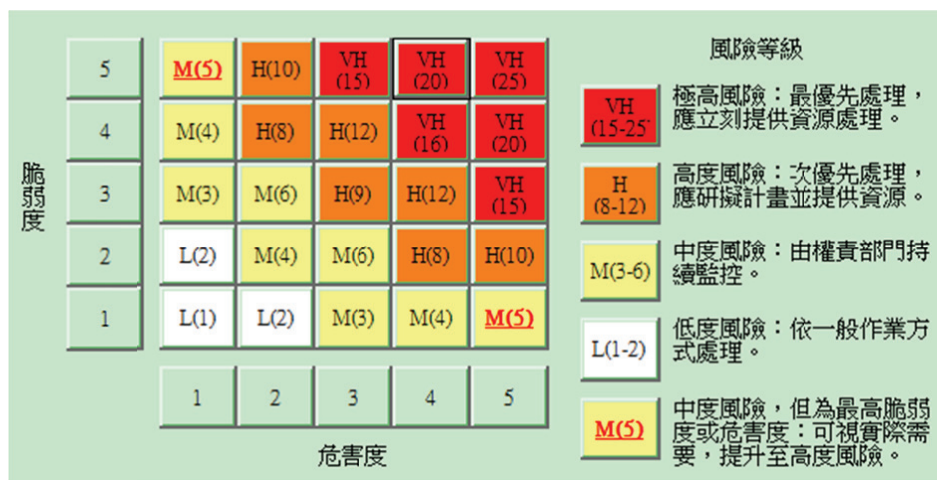 脆弱度
5
M(5)
H(10)
VH
(15)
VH
(20)
VH
(25)
4
M(4)
H(8)
H(12)
VH
(16)
VH
(20)
3
M(3)
M(6)
H(9)
H(12)
VH
(15)
2
L(2)
M(4)
M(6)
H(8)
H(10)
1
L(1)
L(2)
M(3)
M(4)
M(5)
1
2
3
4
5
危害度
風險等級
VH
(15-25
極高風險：最優先處理，
應立刻提供資源處理。
H
(8-12)
高度風險：次優先處理，
應研擬計畫並提供資源。
M(3-6)
中度風險：由權責部門持
續監控。
L(1-2)
低度風險：依一般作業方
式處理。
M(5)
中度風險，但為最高脆弱
度或危害度：可視實際需
要，提升至高度風險。